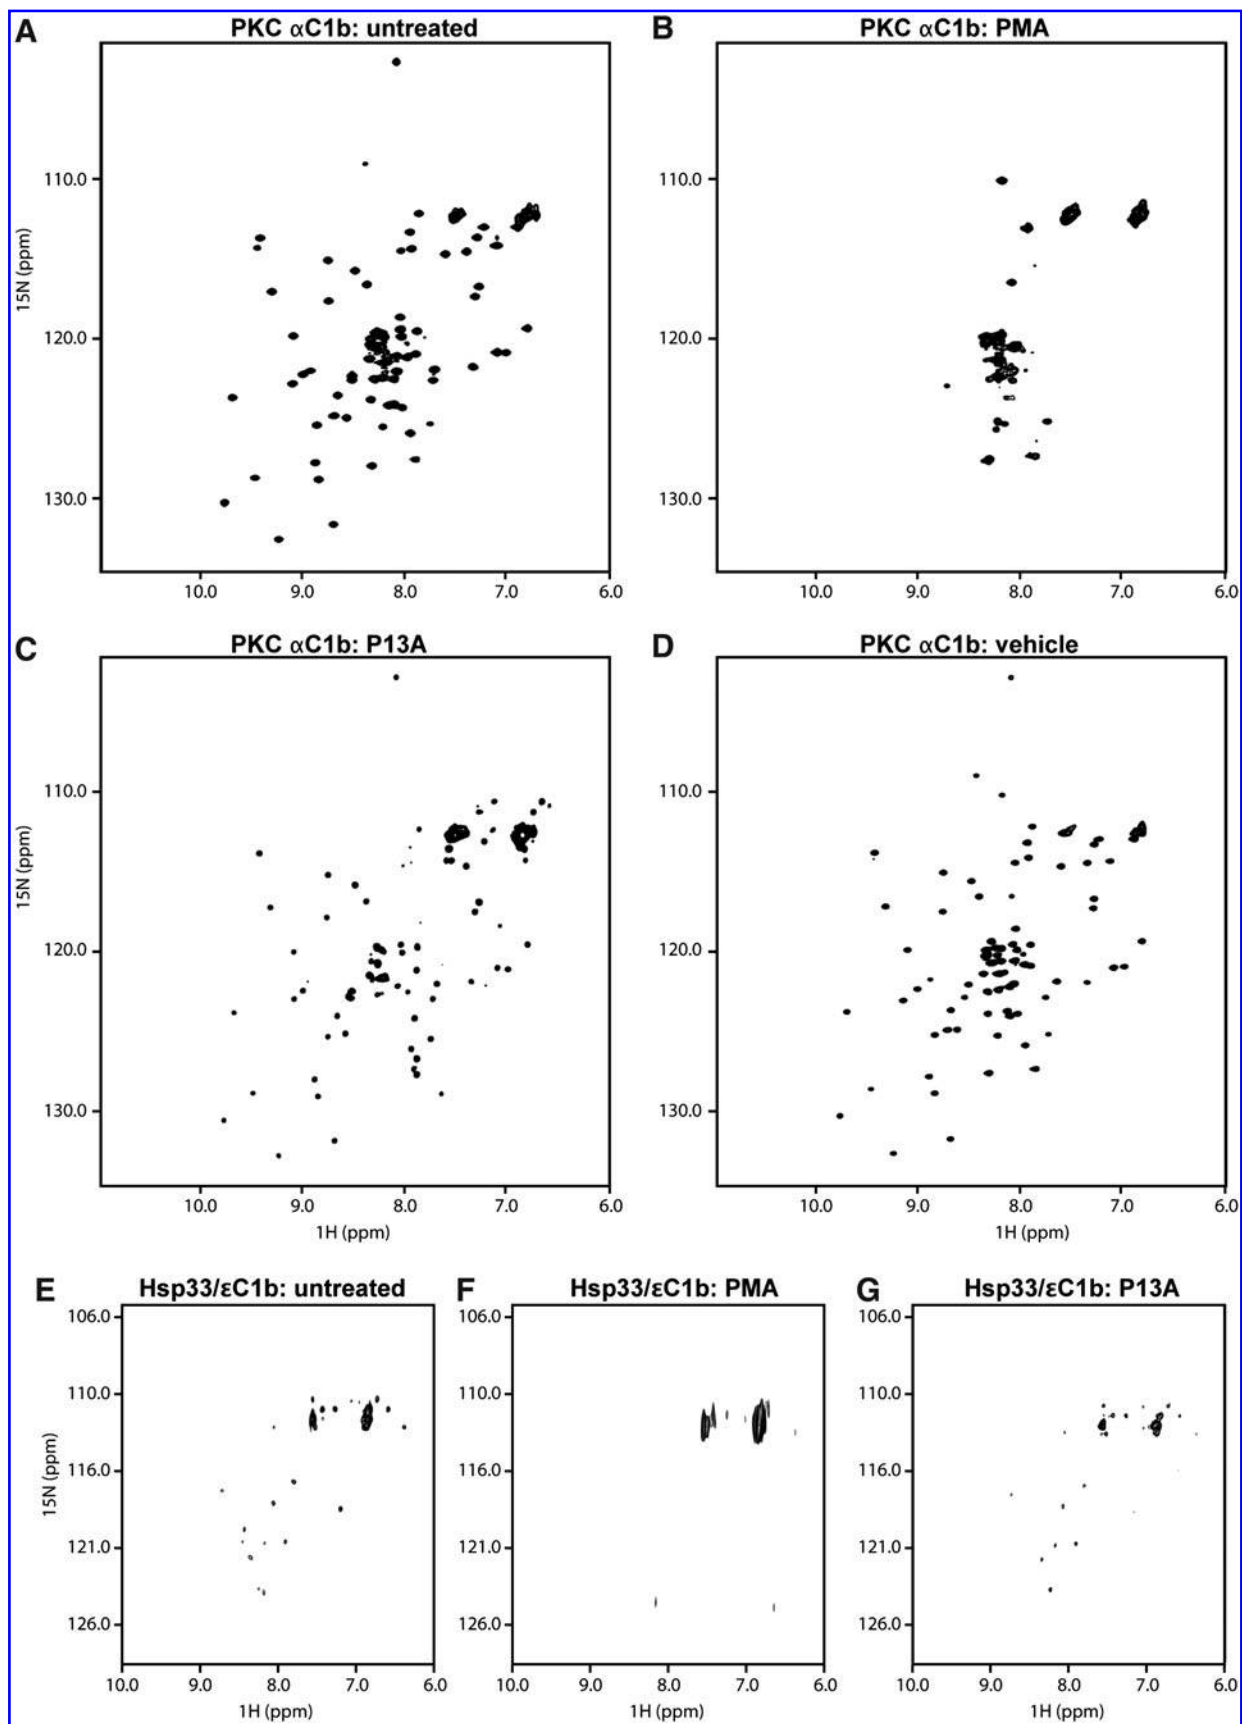 A PKC αC1b: untreated
B PKC αC1b: PMA
110.0
120.0
130.0
15N (ppm)
10.0 9.0 8.0 7.0 6.0
110.0
120.0
130.0
10.0 9.0 8.0 7.0 6.0
C PKC αC1b: P13A
D PKC αC1b: vehicle
110.0
120.0
130.0
15N (ppm)
10.0 9.0 8.0 7.0 6.0
1H (ppm)
110.0
120.0
130.0
10.0 9.0 8.0 7.0 6.0
1H (ppm)
E Hsp33/εC1b: untreated
F Hsp33/εC1b: PMA
G Hsp33/εC1b: P13A
106.0
110.0
116.0
121.0
126.0
15N (ppm)
10.0 9.0 8.0 7.0 6.0
1H (ppm)
106.0
110.0
116.0
121.0
126.0
10.0 9.0 8.0 7.0 6.0
1H (ppm)
106.0
110.0
116.0
121.0
126.0
10.0 9.0 8.0 7.0 6.0
1H (ppm)